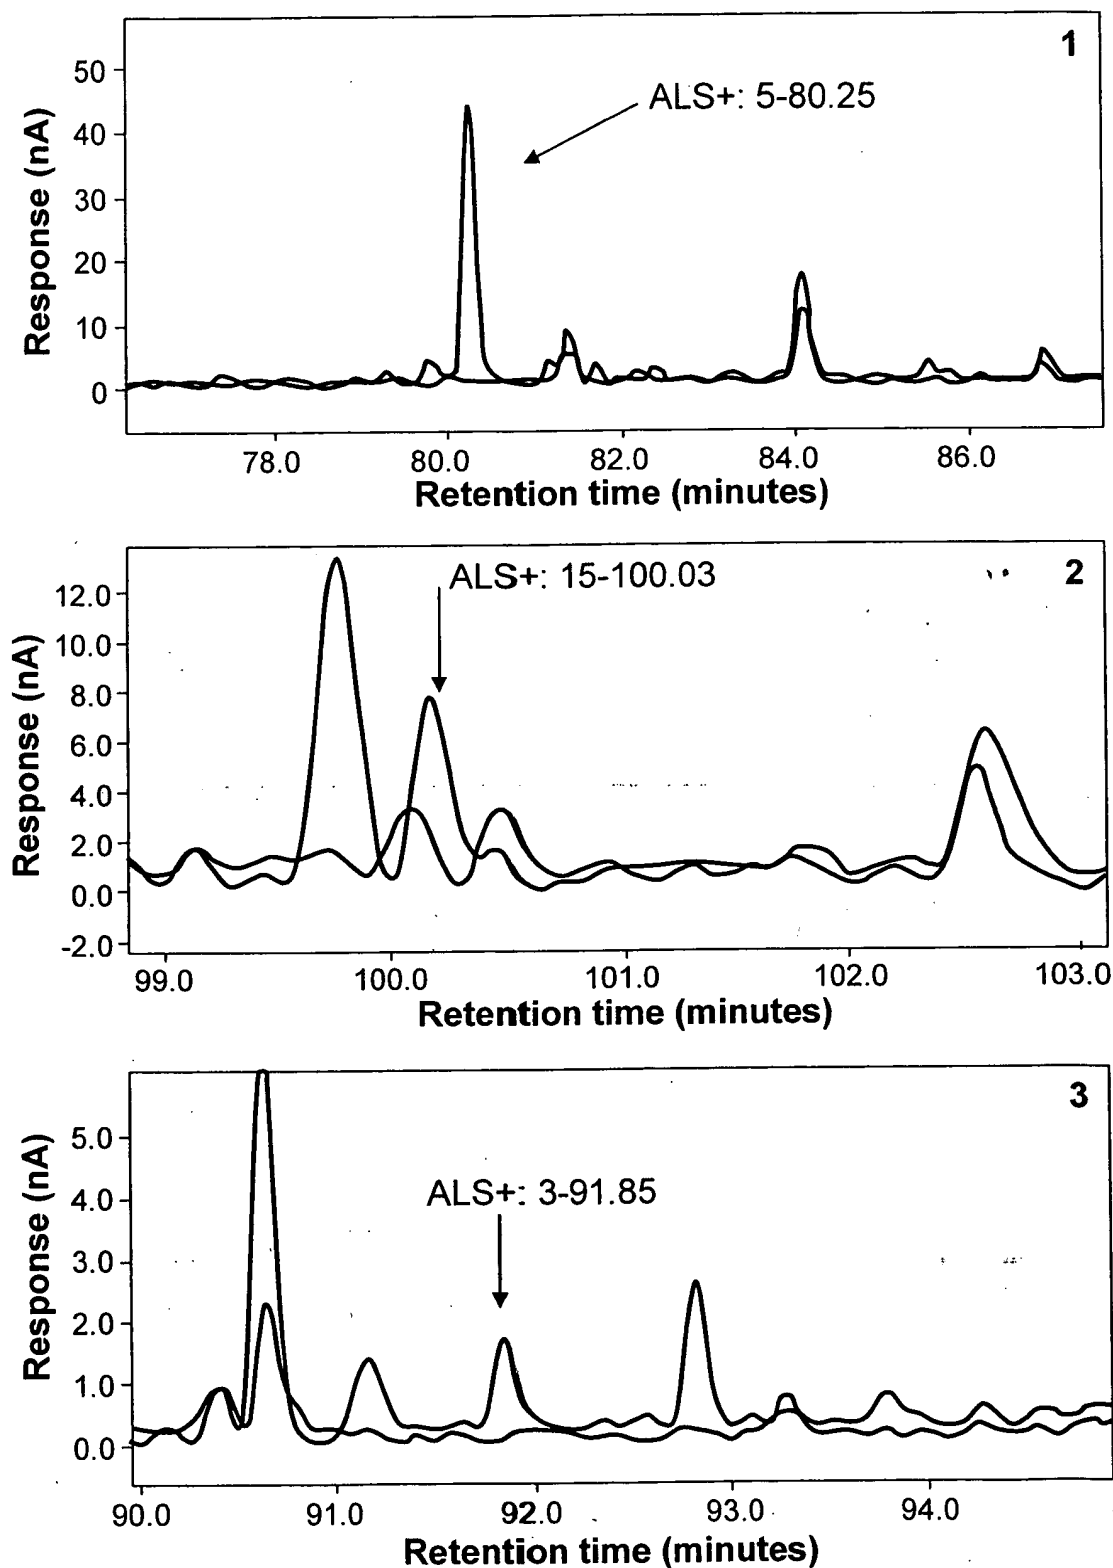 1
50
ALS+: 5-80.25
40
30
20
10
0
Response (nA)
78.0 80.0 82.0 84.0 86.0
Retention time (minutes)
2
ALS+: 15-100.03
12.0
10.0
8.0
6.0
4.0
2.0
0.0
-2.0
Response (nA)
99.0 100.0 101.0 102.0 103.0
Retention time (minutes)
3
5.0
ALS+: 3-91.85
4.0
3.0
2.0
1.0
0.0
Response (nA)
90.0 91.0 92.0 93.0 94.0
Retention time (minutes)